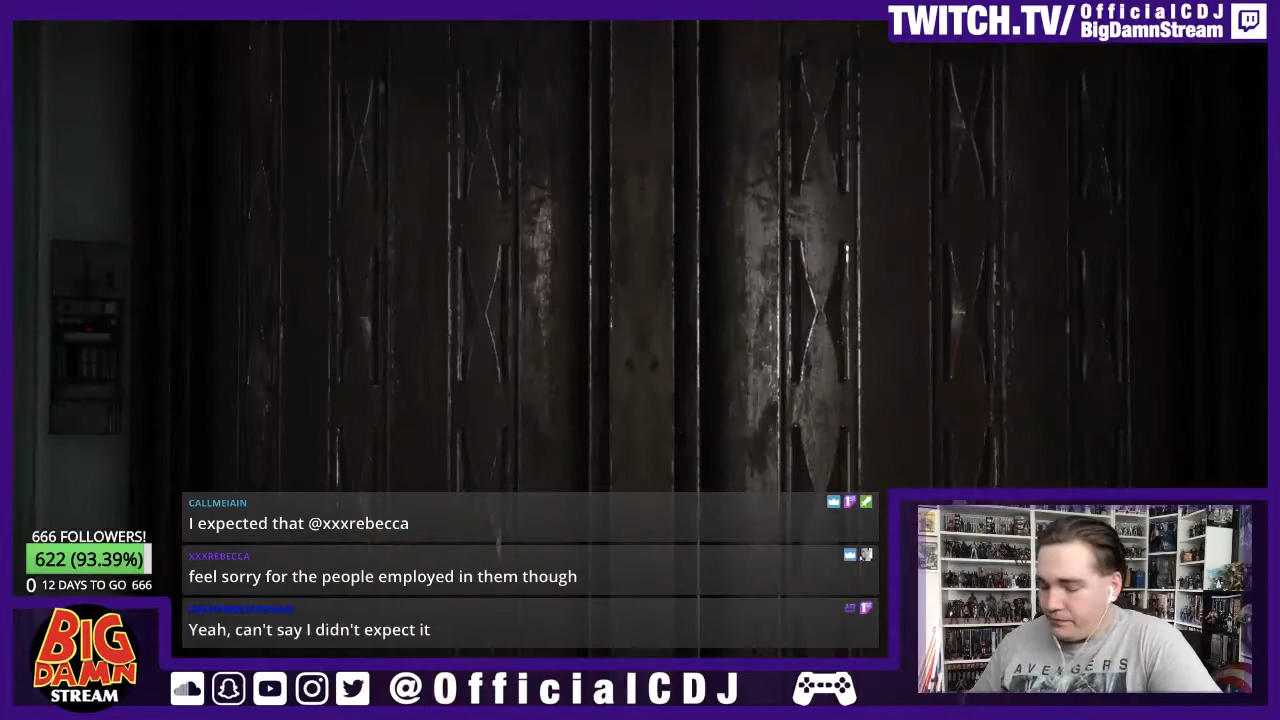 TWITCH.TV/
OfficialCDJ
BigDamnStream
CALLMEIAIN
I expected that @xxxrebecca
XXXREBECCA
feel sorry for the people employed in them though
Yeah, can't say I didn't expect it
666 FOLLOWERS!
622 (93.39%)
0 12 DAYS TO GO 666
BIG
DAMN
STREAM
@OfficialCDJ
AVENGERS